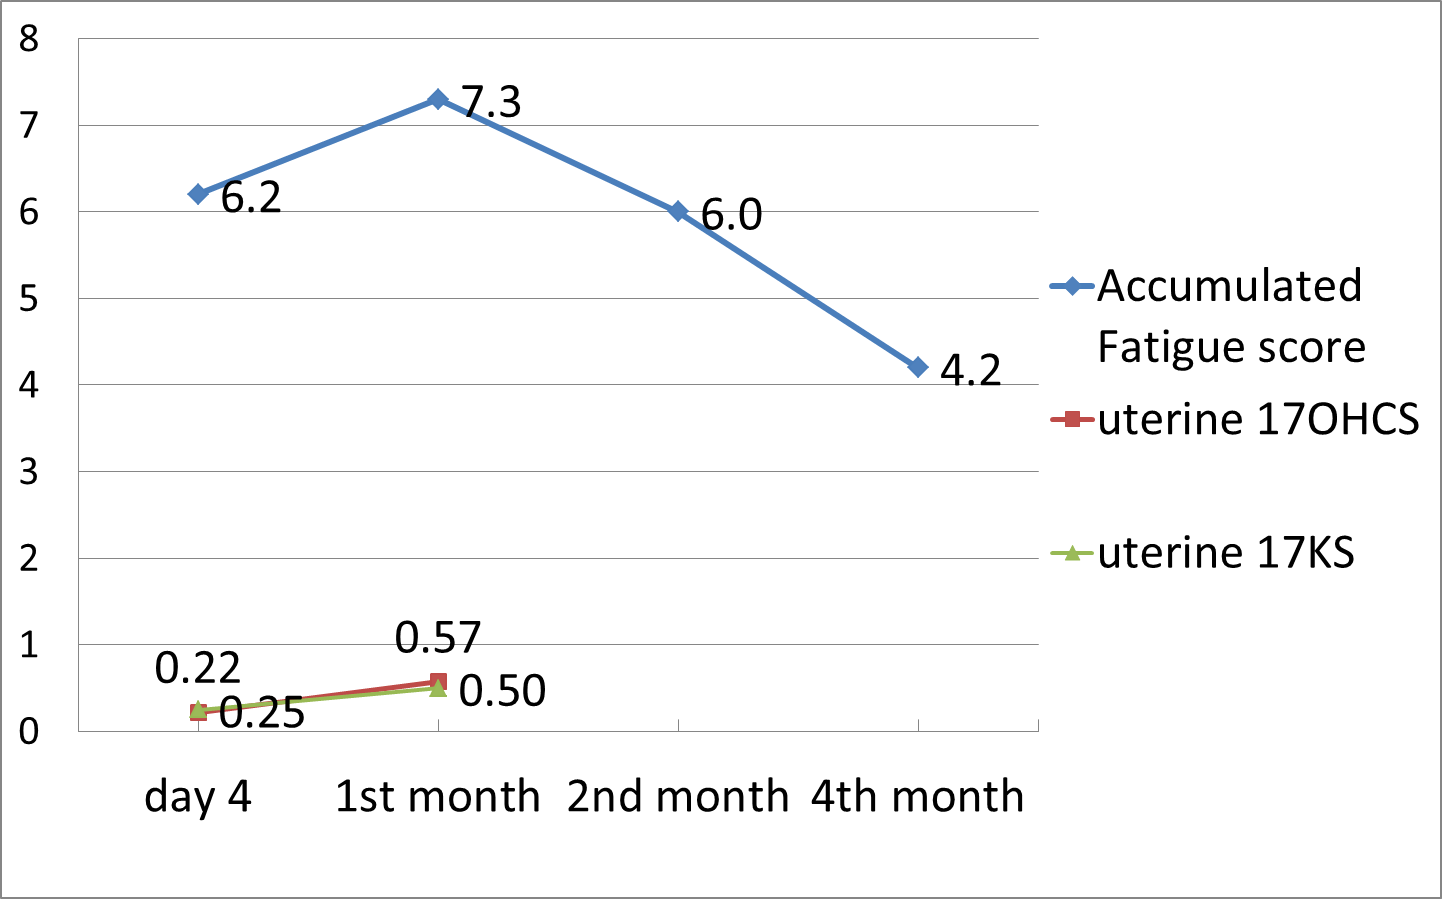 8
7
6
5
4
3
2
1
0
7.3
6.2
6.0
4.2
0.57
0.22
0.50
0.25
day 4
1st month
2nd month
4th month
Accumulated
Fatigue score
uterine 17OHCS
uterine 17KS